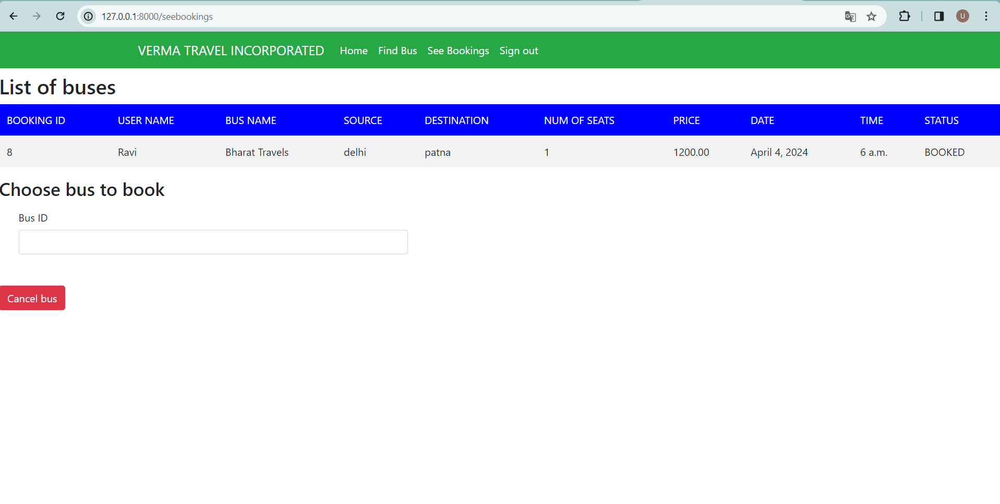 127.0.0.1:8000/seebookings
U
VERMA TRAVEL INCORPORATED Home Find Bus See Bookings Sign out
List of buses
BOOKING ID USER NAME BUS NAME SOURCE DESTINATION NUM OF SEATS PRICE DATE TIME STATUS
8 Ravi Bharat Travels delhi patna 1 1200.00 April 4, 2024 6 a.m. BOOKED
Choose bus to book
Bus ID
Cancel bus